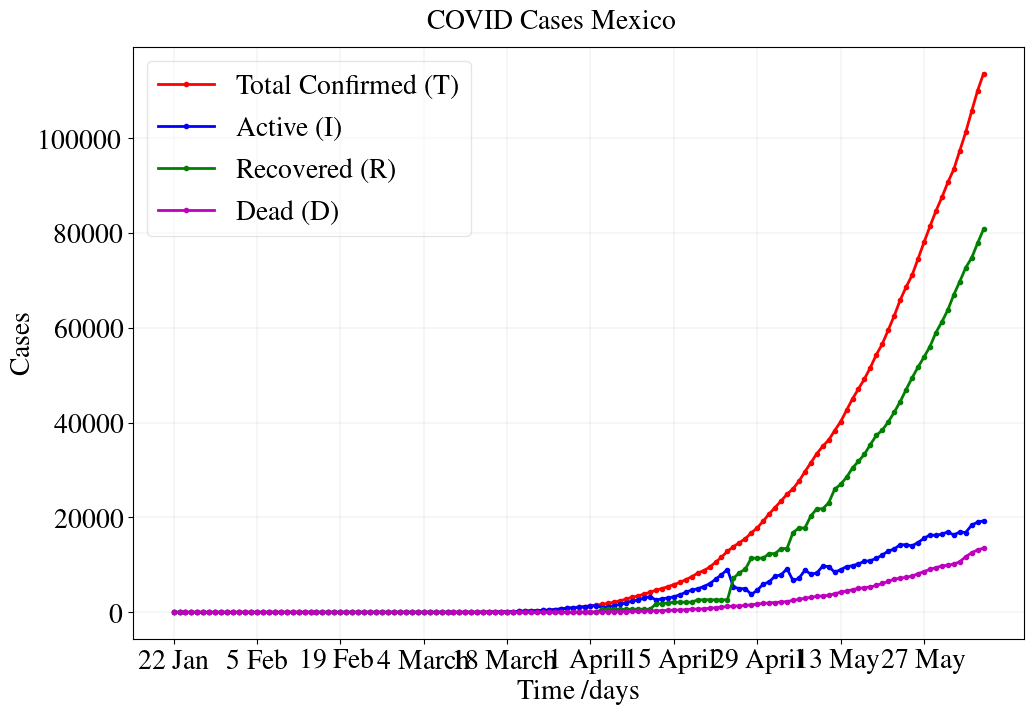 COVID Cases Mexico
Total Confirmed (T)
Active (I)
Recovered (R)
Dead (D)
Cases
100000
80000
60000
40000
20000
0
22 Jan 5 Feb 19 Feb 4 March 18 March 1 April 15 April 29 April 13 May 27 May
Time /days